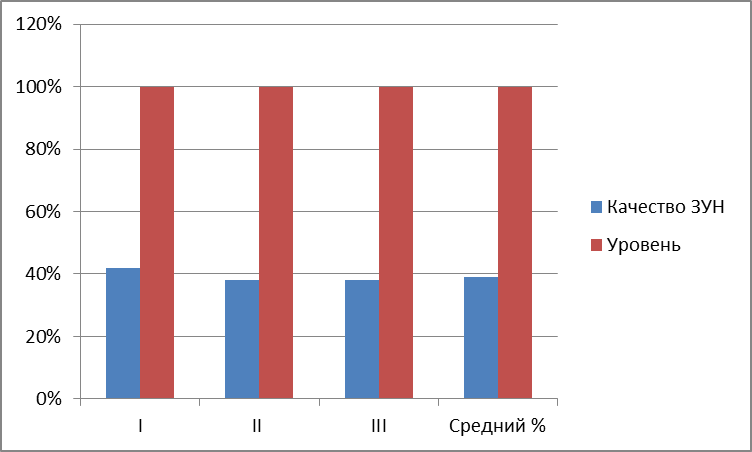 120%
100%
80%
60%
40%
20%
0%
I
II
III
Средний %
Качество ЗУН
Уровень